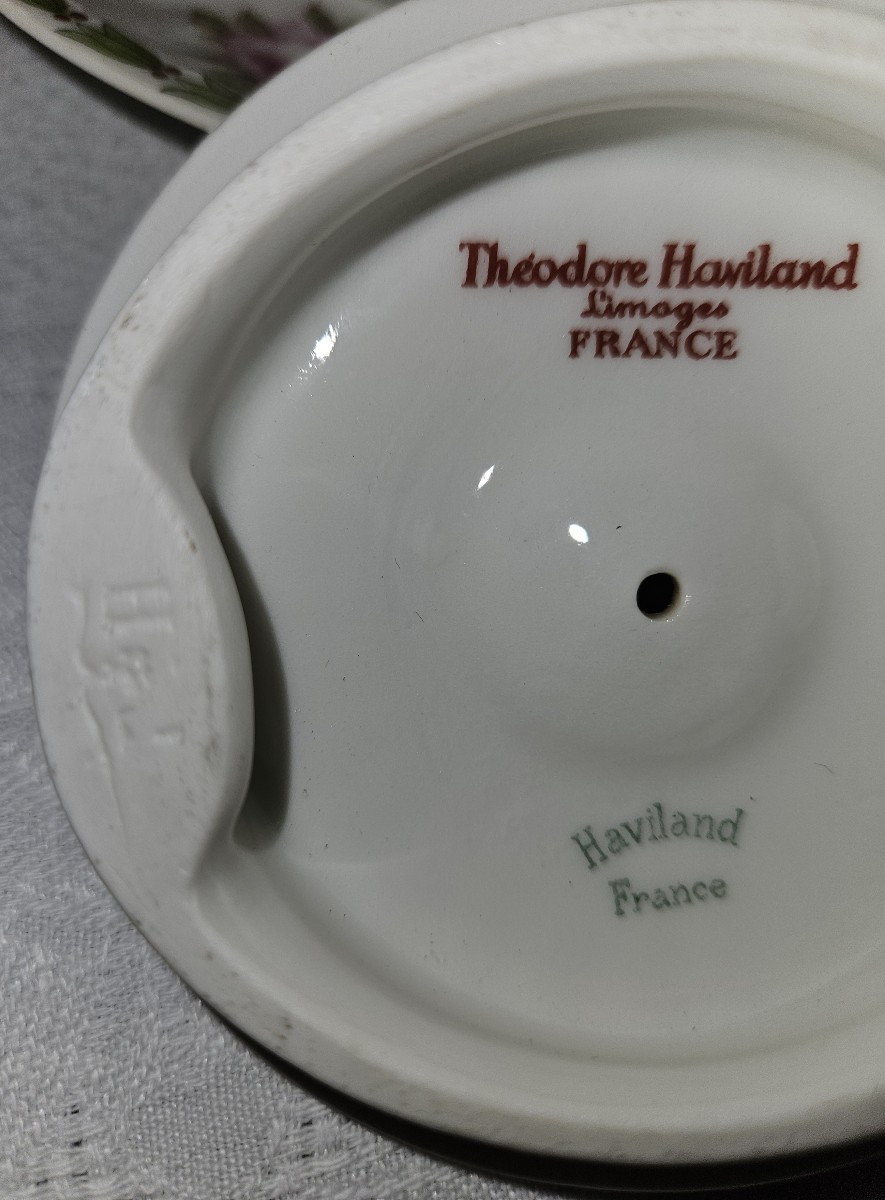 Théodore Haviland
Limoges
FRANCE
Haviland
France